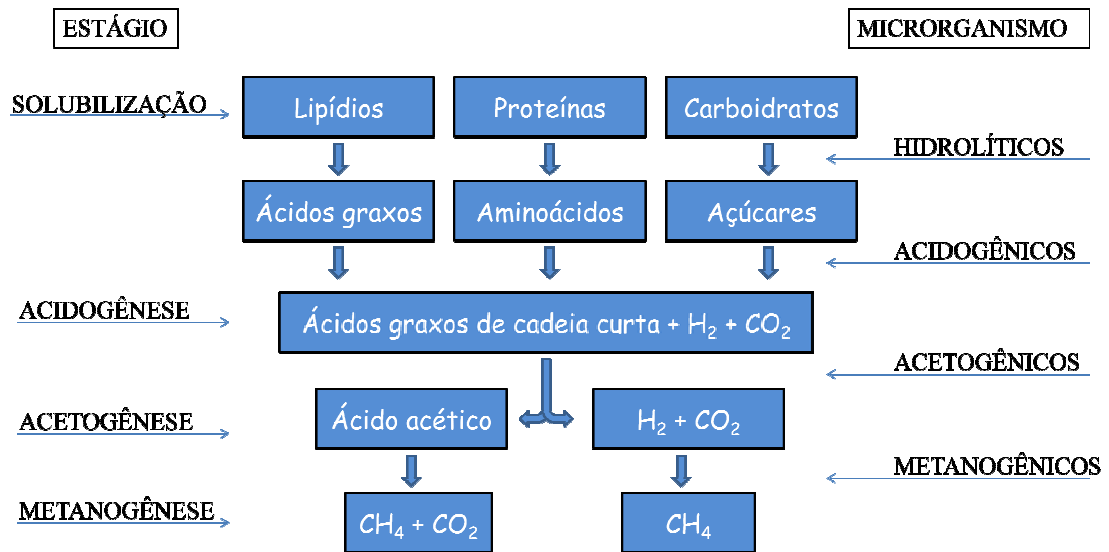 ESTÁGIO
MICRORGANISMO
SOLUBILIZAÇÃO
Lipídios
Proteínas
Carboidratos
HIDROLÍTICOS
Ácidos graxos
Aminoácidos
Açúcares
ACIDOGÊNICOS
ACIDOGÊNESE
Ácidos graxos de cadeia curta + H₂ + CO₂
ACETOGÊNICOS
ACETOGÊNESE
Ácido acético
H₂ + CO₂
METANOGÊNICOS
METANOGÊNESE
CH₄ + CO₂
CH₄